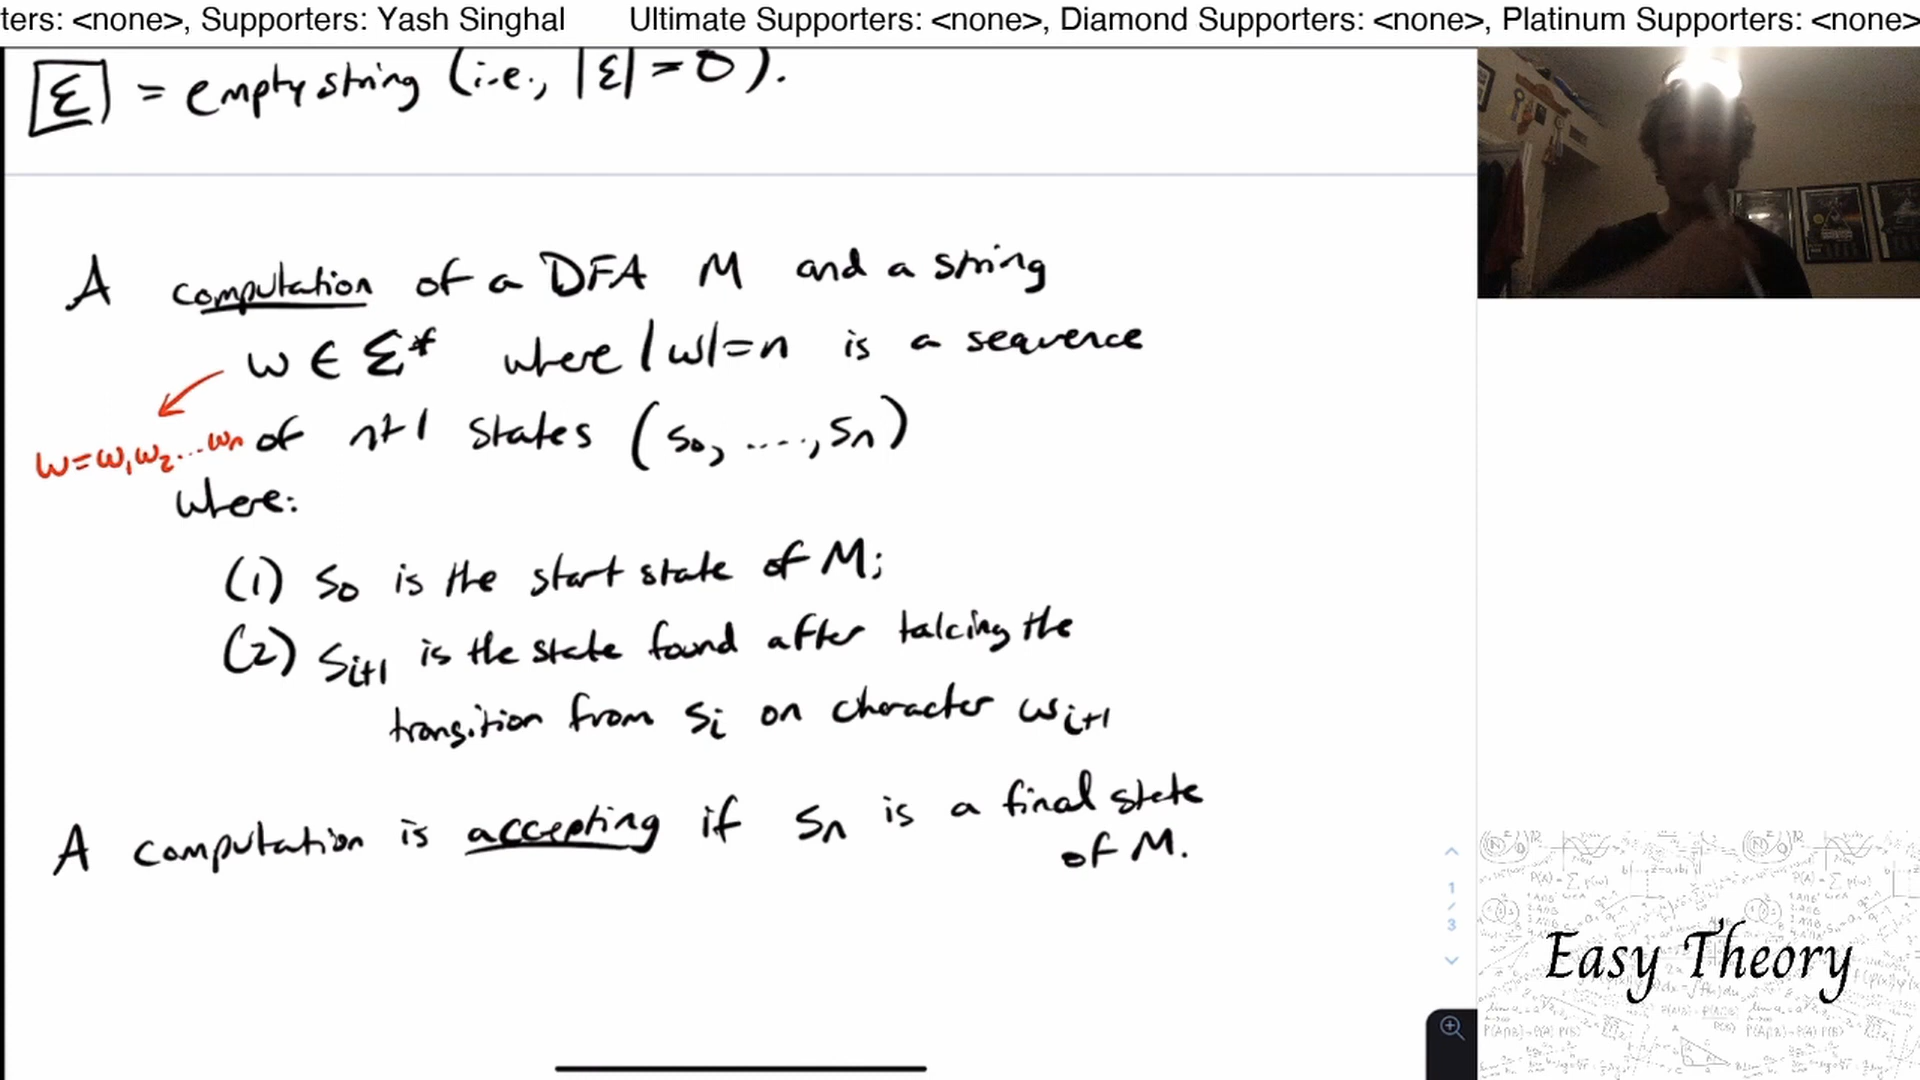 ters: <none>, Supporters: Yash Singhal Ultimate Supporters: <none>, Diamond Supporters: <none>, Platinum Supporters: <none>
ε = empty string (i.e., |ε| = 0).
A computation of a DFA M and a string
w ∈ Σ* where |w|=n is a sequence
of n+1 states (s₀, ...., sₙ)
w=w₁w₂...wₙ
where:
(1) s₀ is the start state of M;
(2) sᵢ₊₁ is the state found after taking the
transition from sᵢ on character wᵢ₊₁
A computation is accepting if sₙ is a final state
of M.
1
/
3
Easy Theory